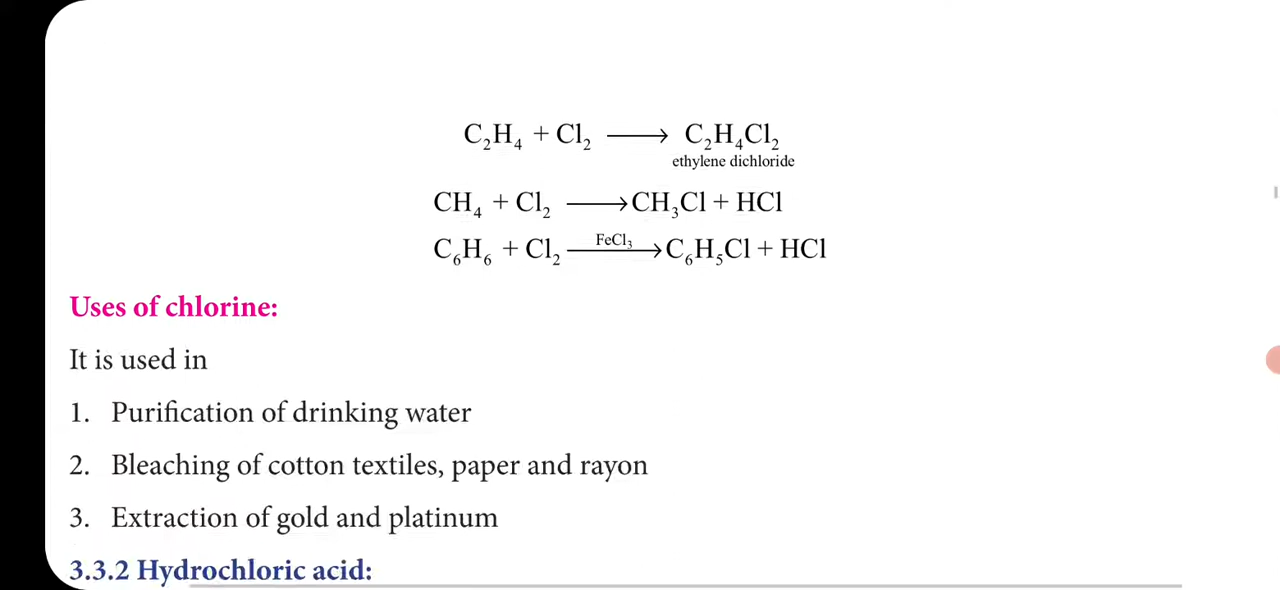 C₂H₄ + Cl₂ ⟶ C₂H₄Cl₂
ethylene dichloride
CH₄ + Cl₂ ⟶ CH₃Cl + HCl
FeCl₃
C₆H₆ + Cl₂ ⟶ C₆H₅Cl + HCl
Uses of chlorine:
It is used in
1. Purification of drinking water
2. Bleaching of cotton textiles, paper and rayon
3. Extraction of gold and platinum
3.3.2 Hydrochloric acid: